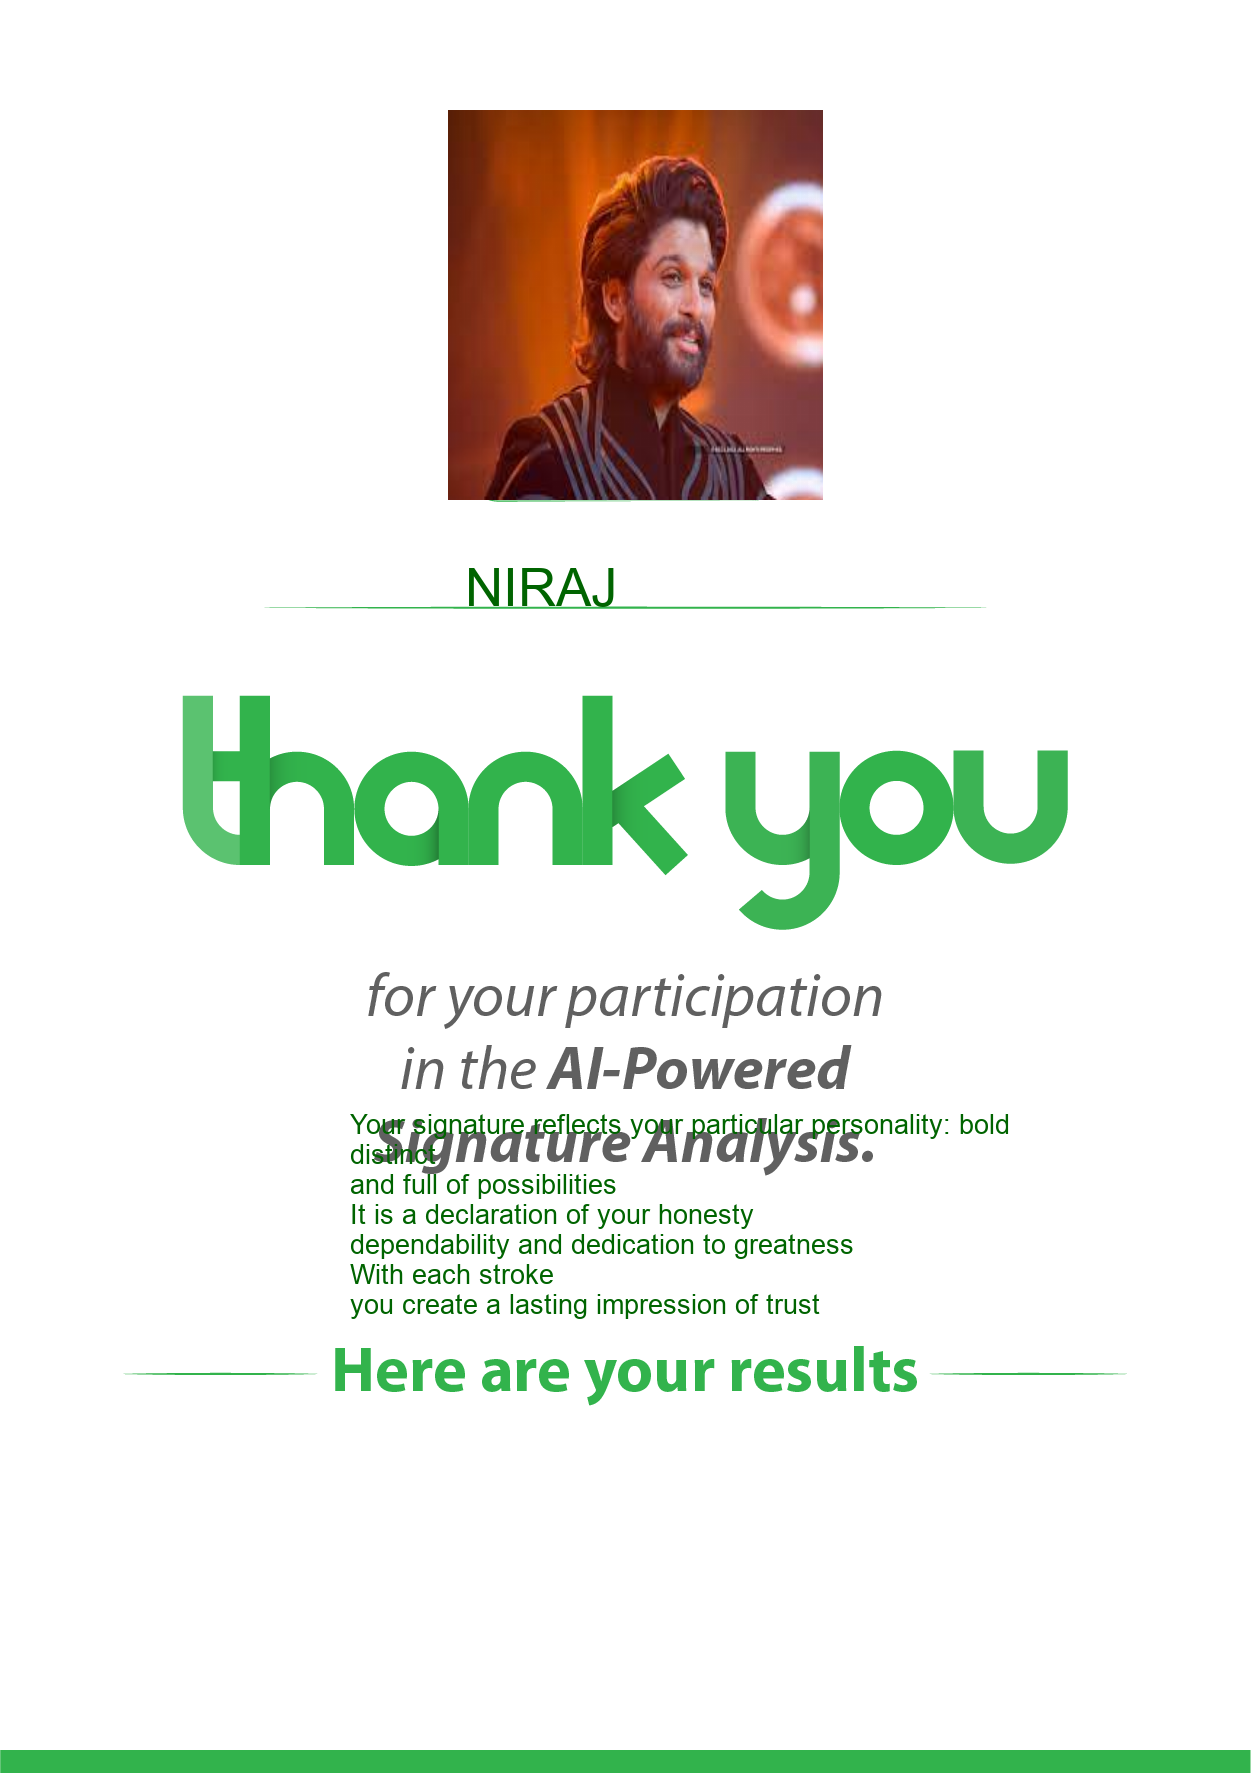 NIRAJ
thank you
for your participation
in the AI-Powered
Signature Analysis.
Your signature reflects your particular personality: bold
distinct
and full of possibilities
It is a declaration of your honesty
dependability and dedication to greatness
With each stroke
you create a lasting impression of trust
Here are your results